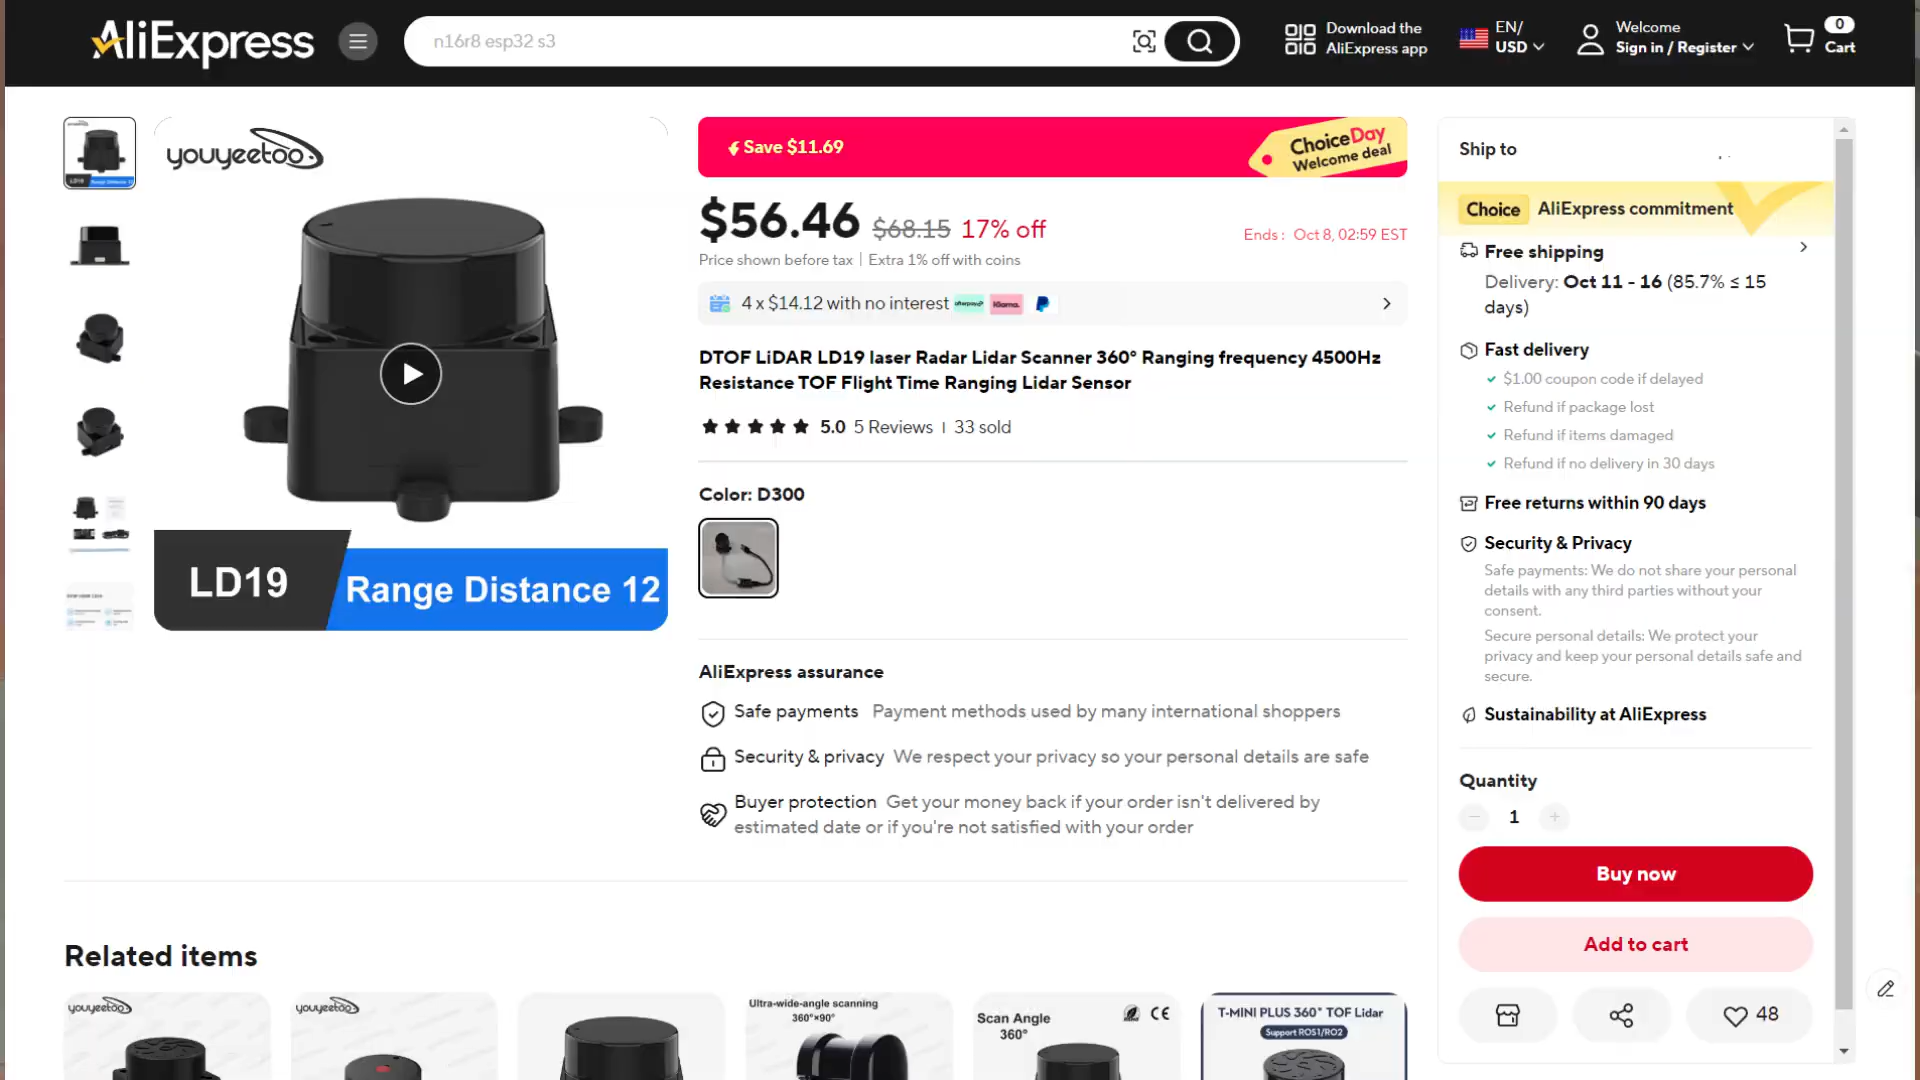 AliExpress
n16r8 esp32 s3
Download the
AliExpress app
EN/
USD
Welcome
Sign in / Register
0
Cart
youyeetoo
LD19
Range Distance 12
Save $11.69
ChoiceDay
Welcome deal
$56.46 $68.15 17% off
Ends : Oct 8, 02:59 EST
Price shown before tax | Extra 1% off with coins
4 x $14.12 with no interest afterpay Klarna.
DTOF LiDAR LD19 laser Radar Lidar Scanner 360° Ranging frequency 4500Hz
Resistance TOF Flight Time Ranging Lidar Sensor
5.0 5 Reviews | 33 sold
Color: D300
AliExpress assurance
Safe payments Payment methods used by many international shoppers
Security & privacy We respect your privacy so your personal details are safe
Buyer protection Get your money back if your order isn't delivered by
estimated date or if you're not satisfied with your order
Ship to
Choice AliExpress commitment
Free shipping
Delivery: Oct 11 - 16 (85.7% ≤ 15
days)
Fast delivery
$1.00 coupon code if delayed
Refund if package lost
Refund if items damaged
Refund if no delivery in 30 days
Free returns within 90 days
Security & Privacy
Safe payments: We do not share your personal
details with any third parties without your
consent.
Secure personal details: We protect your
privacy and keep your personal details safe and
secure.
Sustainability at AliExpress
Quantity
1
Buy now
Add to cart
48
Related items
youyeetoo
youyeetoo
Ultra-wide-angle scanning
360°×90°
Scan Angle
360°
CE
T-MINI PLUS 360° TOF Lidar
Support ROS1/RO2